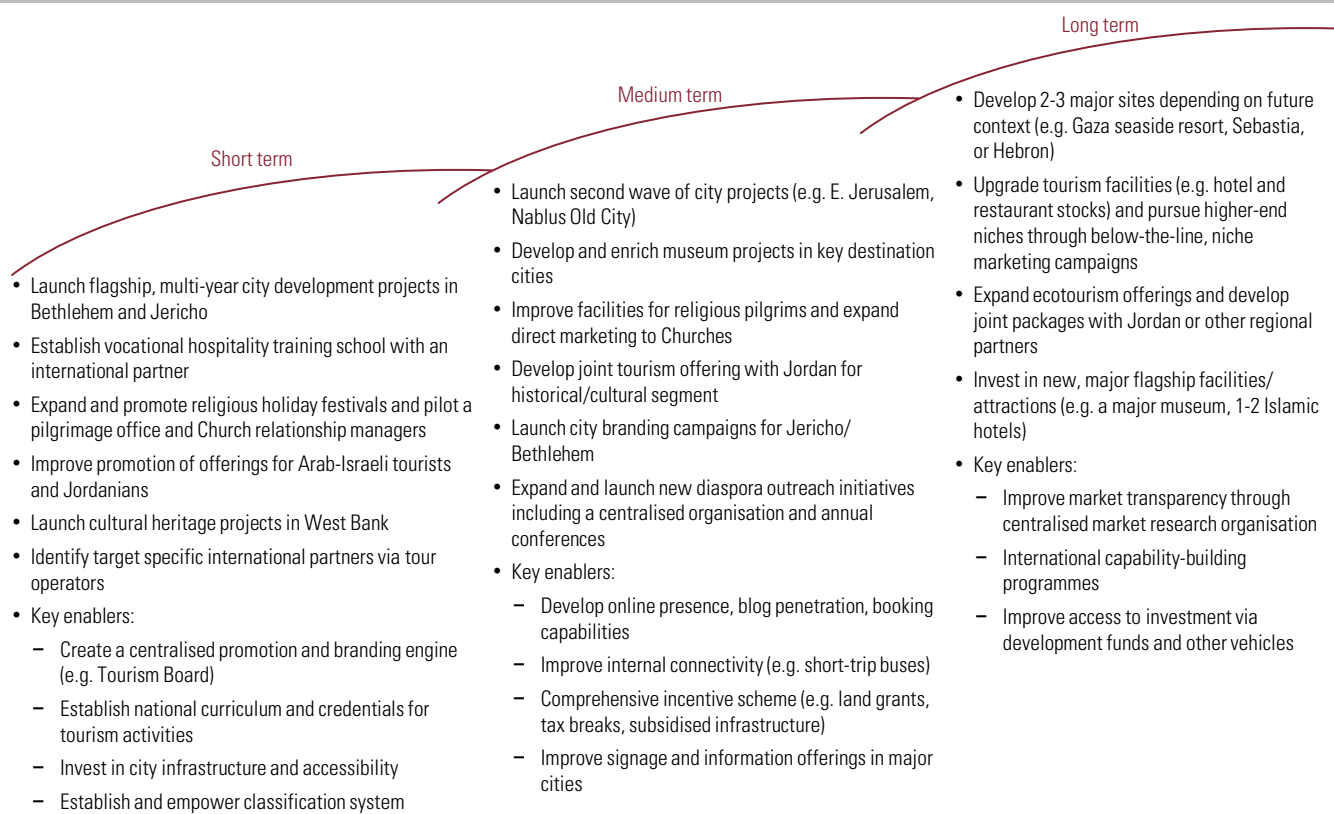 Short term
• Launch flagship, multi-year city development projects in
Bethlehem and Jericho
• Establish vocational hospitality training school with an
international partner
• Expand and promote religious holiday festivals and pilot a
pilgrimage office and Church relationship managers
• Improve promotion of offerings for Arab-Israeli tourists
and Jordanians
• Launch cultural heritage projects in West Bank
• Identify target specific international partners via tour
operators
• Key enablers:
– Create a centralised promotion and branding engine
(e.g. Tourism Board)
– Establish national curriculum and credentials for
tourism activities
– Invest in city infrastructure and accessibility
– Establish and empower classification system
Medium term
• Launch second wave of city projects (e.g. E. Jerusalem,
Nablus Old City)
• Develop and enrich museum projects in key destination
cities
• Improve facilities for religious pilgrims and expand
direct marketing to Churches
• Develop joint tourism offering with Jordan for
historical/cultural segment
• Launch city branding campaigns for Jericho/
Bethlehem
• Expand and launch new diaspora outreach initiatives
including a centralised organisation and annual
conferences
• Key enablers:
– Develop online presence, blog penetration, booking
capabilities
– Improve internal connectivity (e.g. short-trip buses)
– Comprehensive incentive scheme (e.g. land grants,
tax breaks, subsidised infrastructure)
– Improve signage and information offerings in major
cities
Long term
• Develop 2-3 major sites depending on future
context (e.g. Gaza seaside resort, Sebastia,
or Hebron)
• Upgrade tourism facilities (e.g. hotel and
restaurant stocks) and pursue higher-end
niches through below-the-line, niche
marketing campaigns
• Expand ecotourism offerings and develop
joint packages with Jordan or other regional
partners
• Invest in new, major flagship facilities/
attractions (e.g. a major museum, 1-2 Islamic
hotels)
• Key enablers:
– Improve market transparency through
centralised market research organisation
– International capability-building
programmes
– Improve access to investment via
development funds and other vehicles